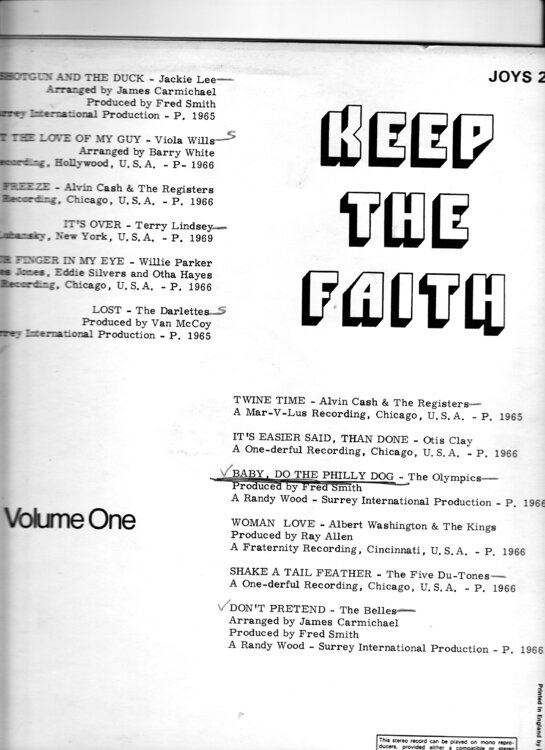 SHOTGUN AND THE DUCK - Jackie Lee
Arranged by James Carmichael
Produced by Fred Smith
International Production - P. 1965
THE LOVE OF MY GUY - Viola Wills S
Arranged by Barry White
Hollywood, U.S.A. - P- 1966
FREEZE - Alvin Cash & The Registers
Recording, Chicago, U.S.A. - P. 1966
IT'S OVER - Terry Lindsey
New York, U.S.A. - P. 1969
FINGER IN MY EYE - Willie Parker
Jones, Eddie Silvers and Otha Hayes
Recording, Chicago, U.S.A. - P. 1966
LOST - The Darlettes S
Produced by Van McCoy
International Production - P. 1965
Volume One
JOYS 2
KEEP
THE
FAITH
TWINE TIME - Alvin Cash & The Registers
A Mar-V-Lus Recording, Chicago, U.S.A. - P. 1965
IT'S EASIER SAID, THAN DONE - Otis Clay
A One-derful Recording, Chicago, U.S.A. - P. 1966
BABY, DO THE PHILLY DOG - The Olympics
Produced by Fred Smith
A Randy Wood - Surrey International Production - P. 1966
WOMAN LOVE - Albert Washington & The Kings
Produced by Ray Allen
A Fraternity Recording, Cincinnati, U.S.A. - P. 1966
SHAKE A TAIL FEATHER - The Five Du-Tones
A One-derful Recording, Chicago, U.S.A. - P. 1966
DON'T PRETEND - The Belles
Arranged by James Carmichael
Produced by Fred Smith
A Randy Wood - Surrey International Production - P. 1966
Printed in England by
This stereo record can be played on mono repro-
ducers, provided either a compatible or stereo